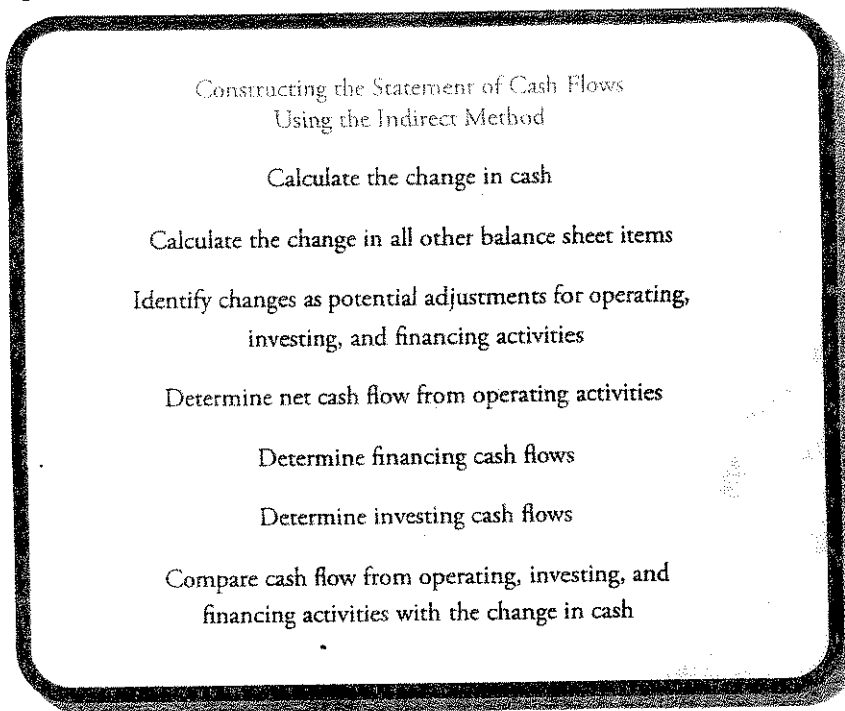 Constructing the Statement of Cash Flows
Using the Indirect Method
Calculate the change in cash
Calculate the change in all other balance sheet items
Identify changes as potential adjustments for operating,
investing, and financing activities
Determine net cash flow from operating activities
Determine financing cash flows
Determine investing cash flows
Compare cash flow from operating, investing, and
financing activities with the change in cash